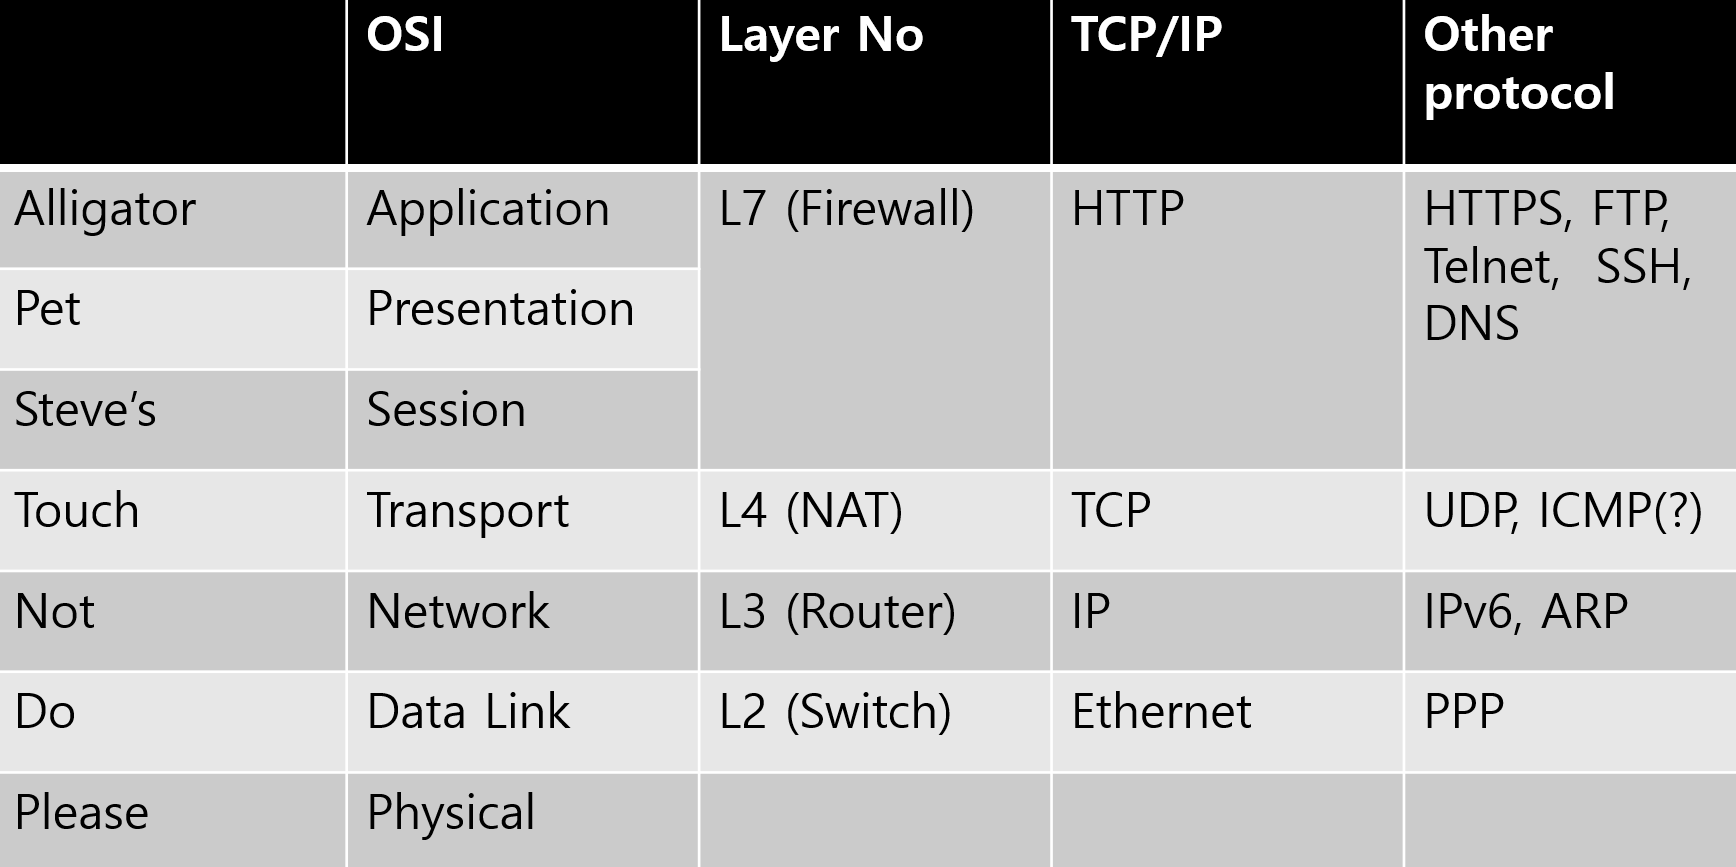 OSI Layer No TCP/IP Other
protocol
Alligator Application L7 (Firewall) HTTP HTTPS, FTP,
Telnet, SSH,
DNS
Pet Presentation
Steve’s Session
Touch Transport L4 (NAT) TCP UDP, ICMP(?)
Not Network L3 (Router) IP IPv6, ARP
Do Data Link L2 (Switch) Ethernet PPP
Please Physical